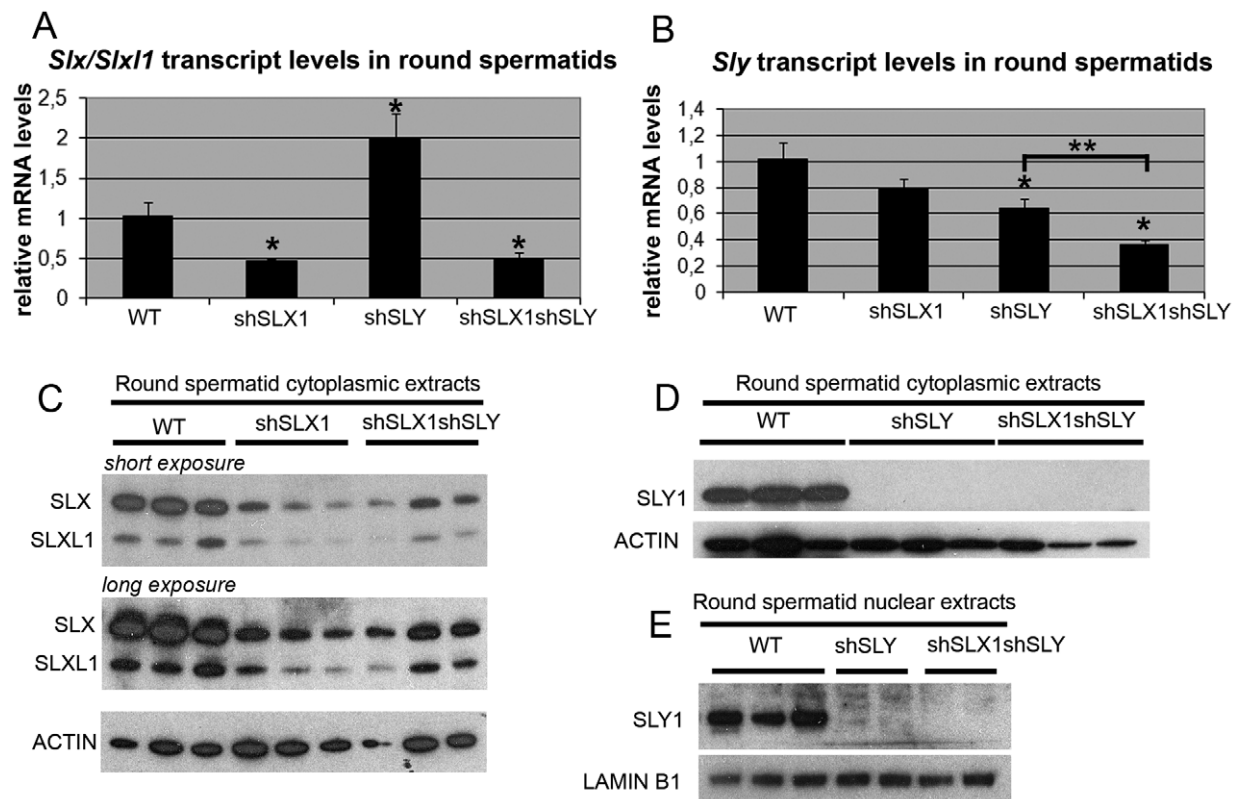 A
Slx/Slxl1 transcript levels in round spermatids
relative mRNA levels
2,5
2
1,5
1
0,5
0
*
*
*
WT
shSLX1
shSLY
shSLX1shSLY
B
Sly transcript levels in round spermatids
relative mRNA levels
1,4
1,2
1
0,8
0,6
0,4
0,2
0
**
*
*
WT
shSLX1
shSLY
shSLX1shSLY
C
Round spermatid cytoplasmic extracts
WT
shSLX1
shSLX1shSLY
short exposure
SLX
SLXL1
long exposure
SLX
SLXL1
ACTIN
D
Round spermatid cytoplasmic extracts
WT
shSLY
shSLX1shSLY
SLY1
ACTIN
E
Round spermatid nuclear extracts
WT
shSLY
shSLX1shSLY
SLY1
LAMIN B1